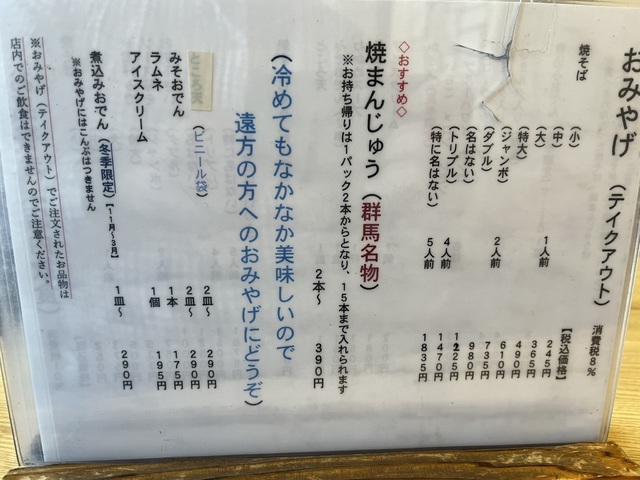 おみやげ (テイクアウト) 消費税8%
焼そば 【税込価格】
(小) 245円
(中) 1人前 365円
(大) 490円
(特大) 610円
(ジャンボ) 2人前 735円
(ダブル) 980円
(名はない) 1225円
(トリプル) 4人前 1470円
(特に名はない) 5人前 1835円
◇おすすめ◇
焼まんじゅう (群馬名物)
※お持ち帰りは1パック2本からとなり、15本まで入れられます
2本〜 390円
(冷めてもなかなか美味しいので
遠方の方へのおみやげにどうぞ)
(ビニール袋) 2皿〜 290円
みそおでん 2皿〜 290円
ラムネ 1本 175円
アイスクリーム 1個 195円
煮込みおでん (冬季限定)【11月〜3月】 1皿〜 290円
※おみやげにはこんぶはつきません
※おみやげ (テイクアウト) でご注文されたお品物は
店内でのご飲食はできませんのでご注意ください。